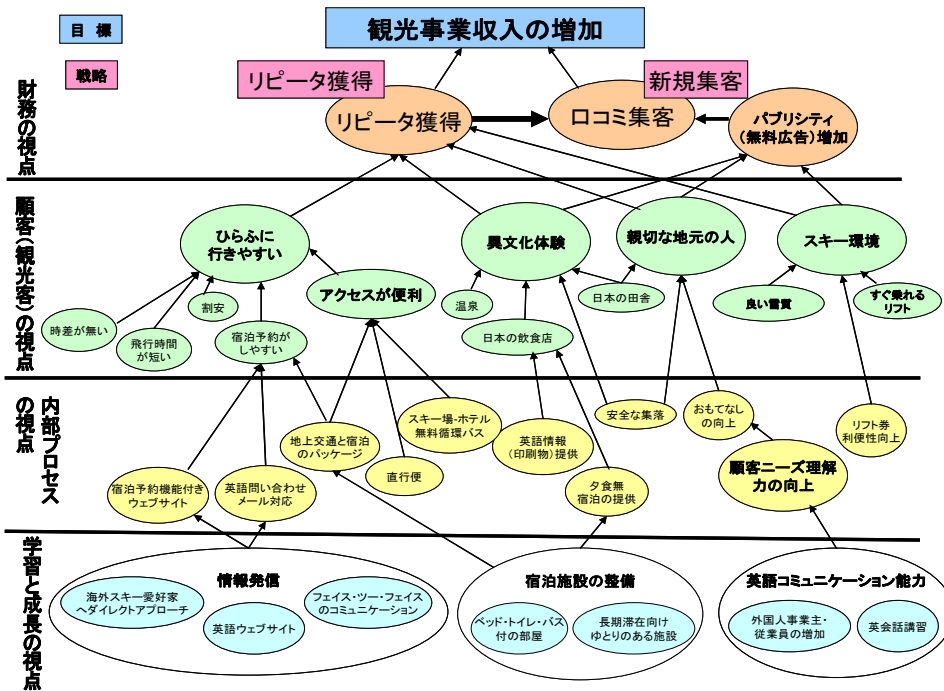 目 標
観光事業収入の増加
戦略
リピータ獲得
新規集客
財務の視点
リピータ獲得
口コミ集客
パブリシティ
(無料広告)増加
顧客(観光客)の視点
ひらふに
行きやすい
異文化体験
親切な地元の人
スキー環境
アクセスが便利
時差が無い
飛行時間
が短い
割安
宿泊予約が
しやすい
温泉
日本の飲食店
日本の田舎
良い雪質
すぐ乗れる
リフト
内部プロセス
の視点
宿泊予約機能付き
ウェブサイト
英語問い合わせ
メール対応
地上交通と宿泊
のパッケージ
直行便
スキー場-ホテル
無料循環バス
英語情報
(印刷物)提供
夕食無
宿泊の提供
安全な集落
おもてなし
の向上
顧客ニーズ理解
力の向上
リフト券
利便性向上
学習と成長の視点
情報発信
海外スキー愛好家
へダイレクトアプローチ
英語ウェブサイト
フェイス・ツー・フェイス
のコミュニケーション
宿泊施設の整備
ベッド・トイレ・バス
付の部屋
長期滞在向け
ゆとりのある施設
英語コミュニケーション能力
外国人事業主・
従業員の増加
英会話講習